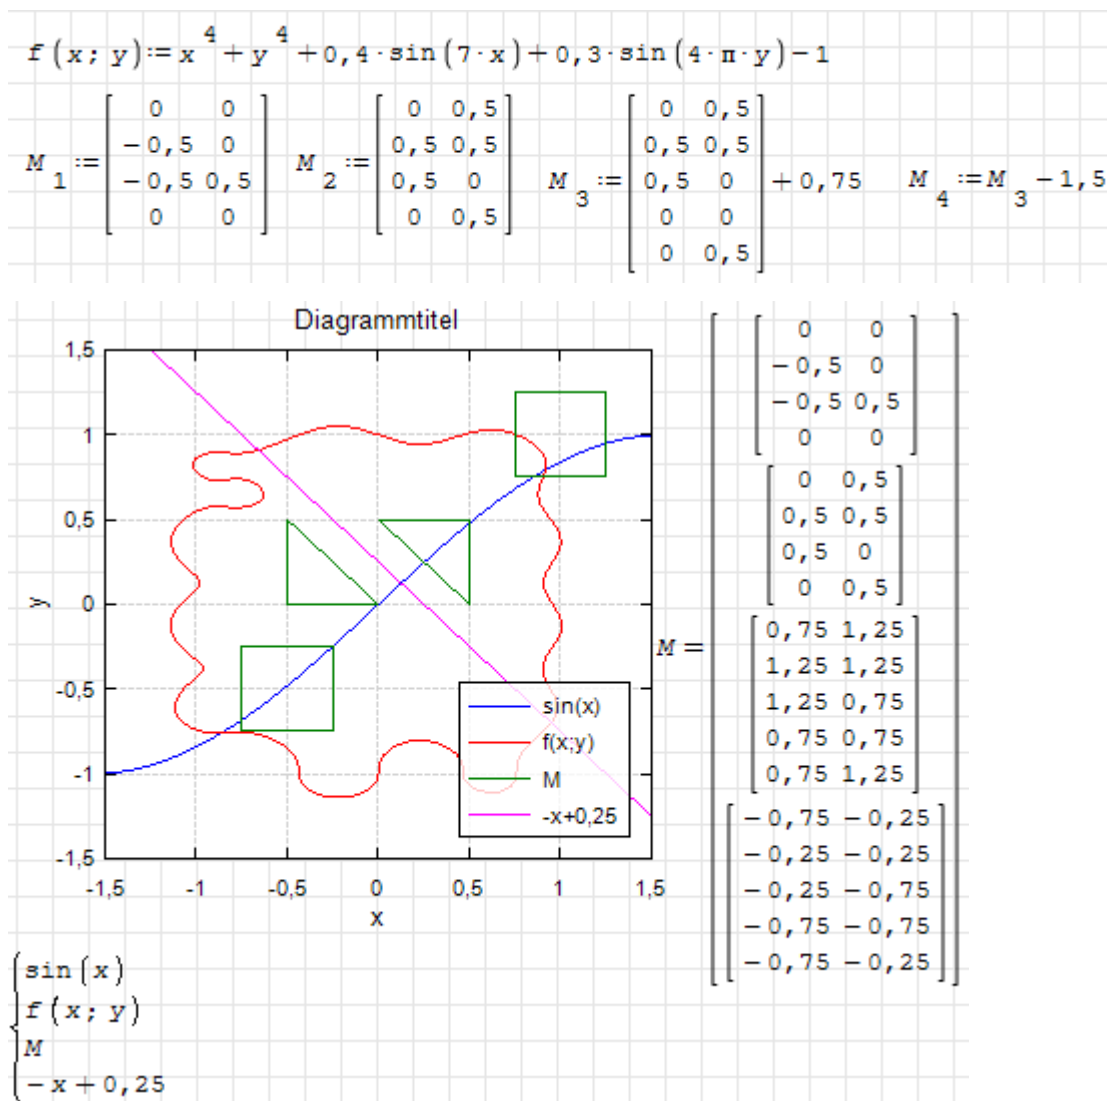 f(x; y):=x^4+y^4+0,4·sin(7·x)+0,3·sin(4·π·y)−1
M_1:=
0 0
−0,5 0
−0,5 0,5
0 0
M_2:=
0 0,5
0,5 0,5
0,5 0
0 0,5
M_3:=
0 0,5
0,5 0,5
0,5 0
0 0
0 0,5
+0,75
M_4:=M_3−1,5
Diagrammtitel
1,5
1
0,5
0
-0,5
-1
-1,5
y
-1,5 -1 -0,5 0 0,5 1 1,5
x
sin(x)
f(x;y)
M
-x+0,25
M=
0 0
−0,5 0
−0,5 0,5
0 0
0 0,5
0,5 0,5
0,5 0
0 0,5
0,75 1,25
1,25 1,25
1,25 0,75
0,75 0,75
0,75 1,25
−0,75 −0,25
−0,25 −0,25
−0,25 −0,75
−0,75 −0,75
−0,75 −0,25
sin(x)
f(x; y)
M
−x+0,25